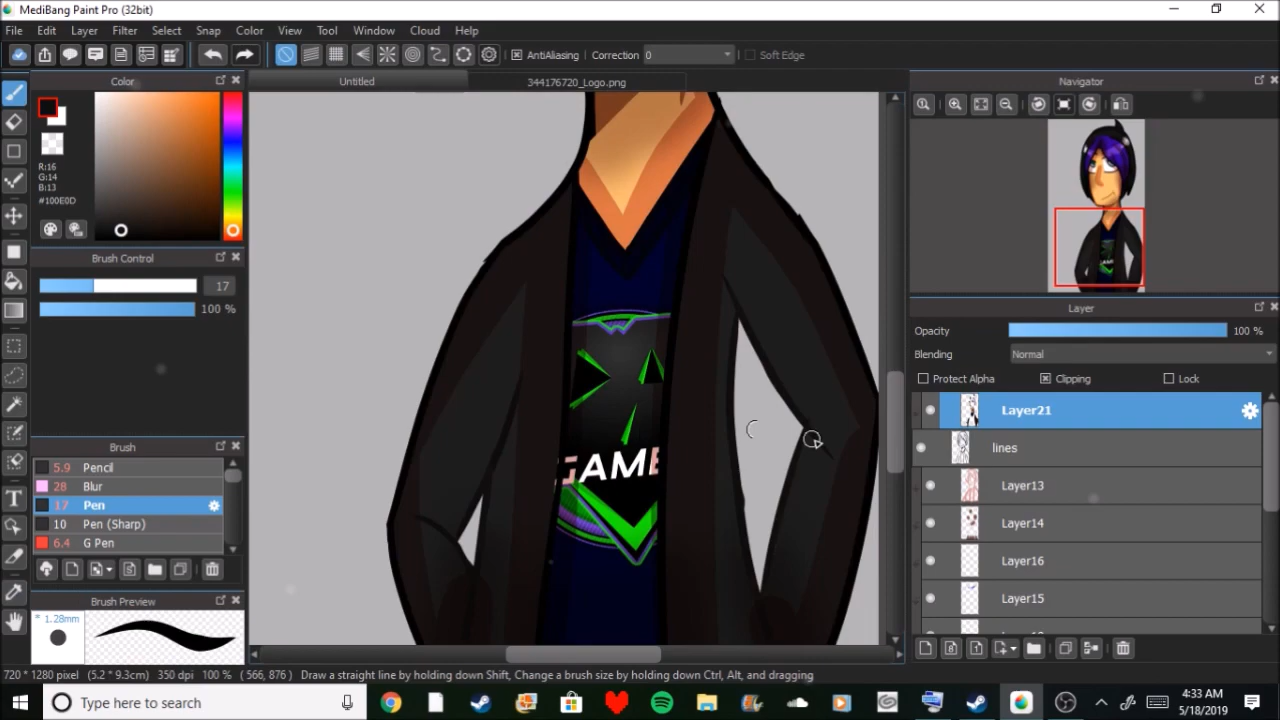 MediBang Paint Pro (32bit)
File Edit Layer Filter Select Snap Color View Tool Window Cloud Help
AntiAliasing Correction 0 Soft Edge
Color
Untitled 344176720_Logo.png
Navigator
R:16
G:14
B:13
#100E0D
Brush Control
17
100 %
Layer
Opacity 100 %
Blending Normal
Protect Alpha Clipping Lock
Layer21
lines
Layer13
Layer14
Layer16
Layer15
GAME
Brush
5.9 Pencil
28 Blur
17 Pen
10 Pen (Sharp)
6.4 G Pen
Brush Preview
* 1.28mm
720 * 1280 pixel (5.2 * 9.3cm) 350 dpi 100 % (566, 876) Draw a straight line by holding down Shift, Change a brush size by holding down Ctrl, Alt, and dragging
Type here to search
4:33 AM
5/18/2019